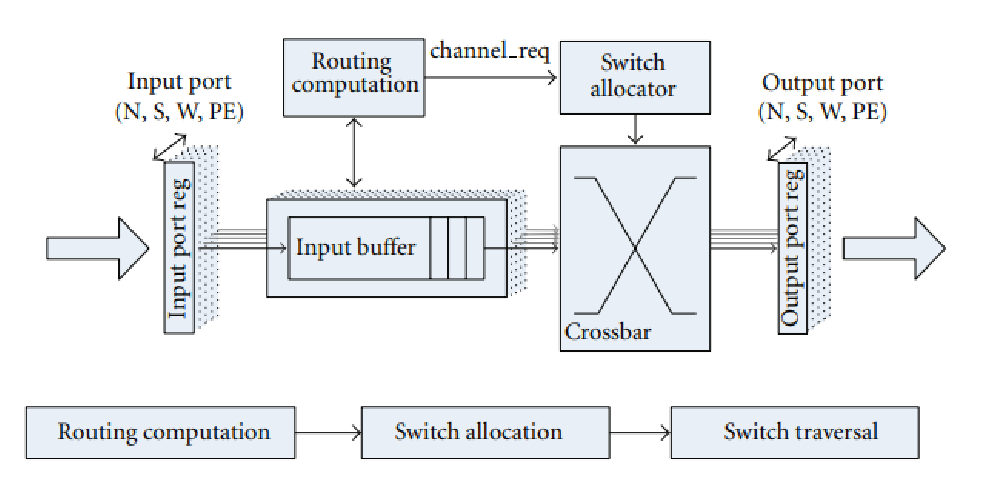 Input port
(N, S, W, PE)
Routing
computation
channel_req
Switch
allocator
Output port
(N, S, W, PE)
Input port reg
Input buffer
Crossbar
Output port reg
Routing computation
Switch allocation
Switch traversal